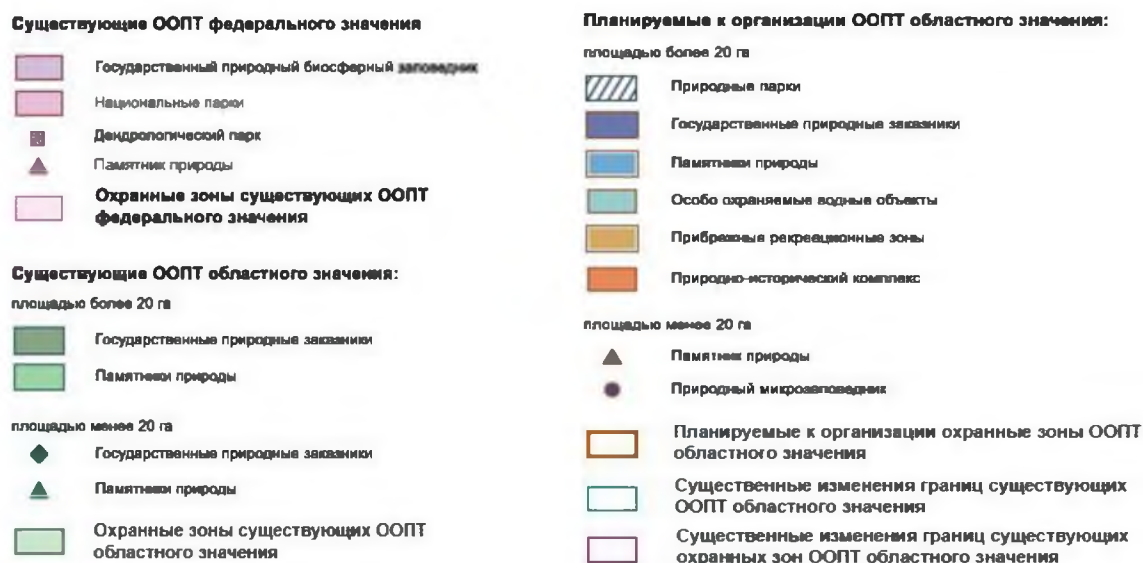 Существующие ООПТ федерального значения
Государственный природный биосферный заповедник
Национальные парки
Дендрологический парк
Памятник природы
Охранные зоны существующих ООПТ
федерального значения
Существующие ООПТ областного значения:
площадью более 20 га
Государственные природные заказники
Памятники природы
площадью менее 20 га
Государственные природные заказники
Памятники природы
Охранные зоны существующих ООПТ
областного значения
Планируемые к организации ООПТ областного значения:
площадью более 20 га
Природные парки
Государственные природные заказники
Памятники природы
Особо охраняемые водные объекты
Прибрежные рекреационные зоны
Природно-исторический комплекс
площадью менее 20 га
Памятник природы
Природный микрозаповедник
Планируемые к организации охранные зоны ООПТ
областного значения
Существенные изменения границ существующих
ООПТ областного значения
Существенные изменения границ существующих
охранных зон ООПТ областного значения